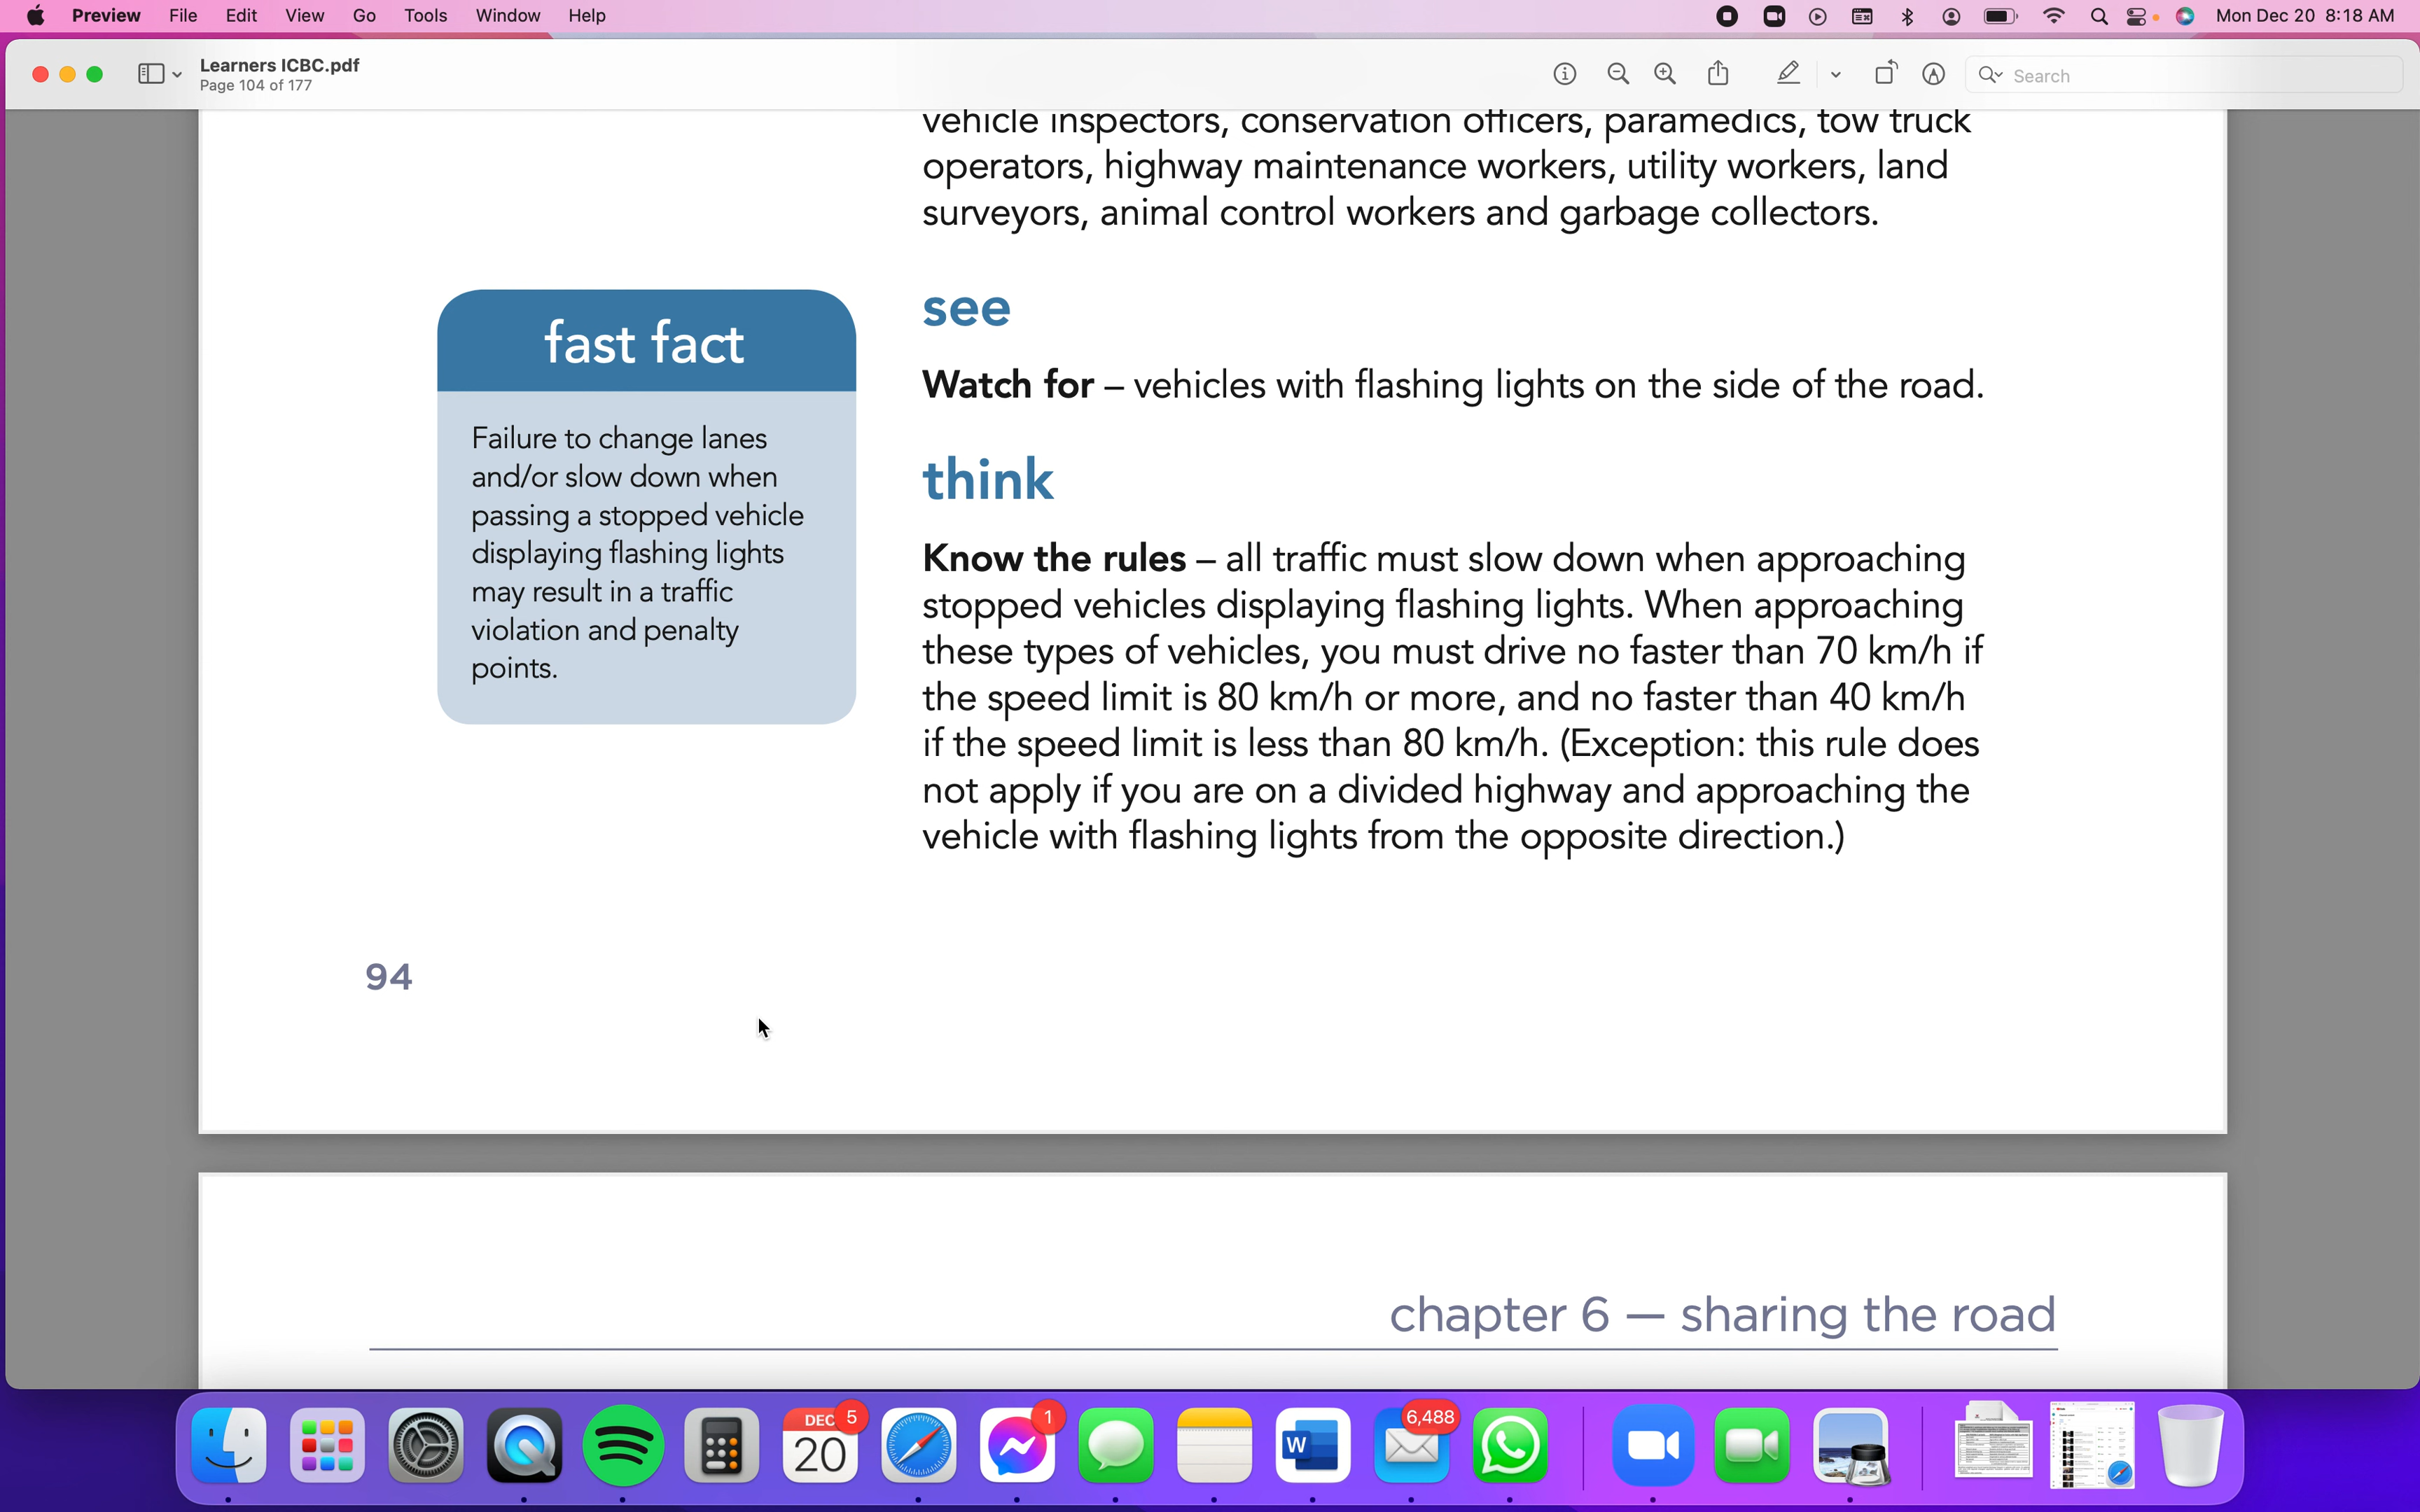 Preview File Edit View Go Tools Window Help Mon Dec 20 8:18 AM
Learners ICBC.pdf
Page 104 of 177
Search
vehicle inspectors, conservation officers, paramedics, tow truck
operators, highway maintenance workers, utility workers, land
surveyors, animal control workers and garbage collectors.
fast fact
Failure to change lanes
and/or slow down when
passing a stopped vehicle
displaying flashing lights
may result in a traffic
violation and penalty
points.
see
Watch for – vehicles with flashing lights on the side of the road.
think
Know the rules – all traffic must slow down when approaching
stopped vehicles displaying flashing lights. When approaching
these types of vehicles, you must drive no faster than 70 km/h if
the speed limit is 80 km/h or more, and no faster than 40 km/h
if the speed limit is less than 80 km/h. (Exception: this rule does
not apply if you are on a divided highway and approaching the
vehicle with flashing lights from the opposite direction.)
94
chapter 6 — sharing the road
DEC 5
20
1
W
6,488